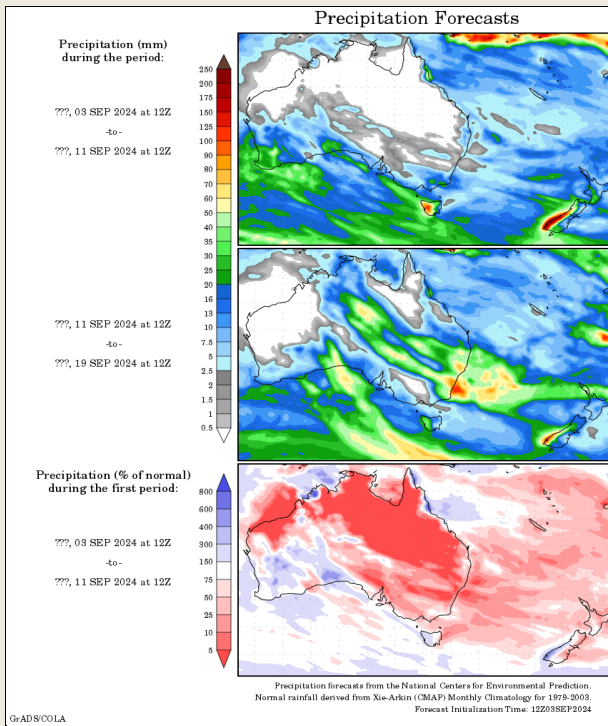 Precipitation Forecasts
Precipitation (mm)
during the period:
???, 03 SEP 2024 at 12Z
-to-
???, 11 SEP 2024 at 12Z
250
200
175
150
125
100
90
80
70
60
50
40
35
30
25
20
16
13
10
7.5
5
2.5
2
1.5
1
0.5
???, 11 SEP 2024 at 12Z
-to-
???, 19 SEP 2024 at 12Z
Precipitation (% of normal)
during the first period:
???, 03 SEP 2024 at 12Z
-to-
???, 11 SEP 2024 at 12Z
800
600
400
300
150
75
50
25
10
5
Precipitation forecasts from the National Centers for Environmental Prediction.
Normal rainfall derived from Xie-Arkin (CMAP) Monthly Climatology for 1979-2003.
Forecast Initialization Time: 12Z03SEP2024
GrADS/COLA